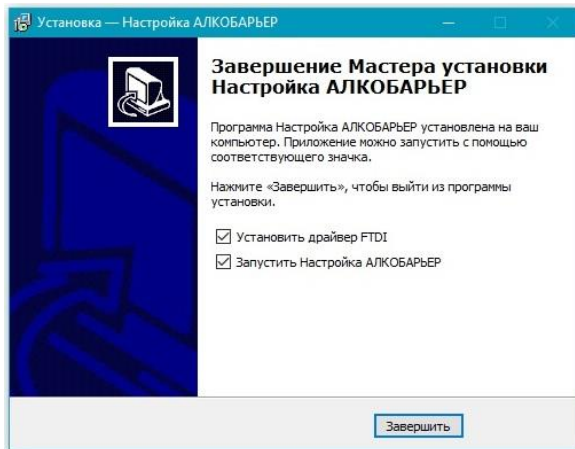 Установка — Настройка АЛКОБАРЬЕР
Завершение Мастера установки
Настройка АЛКОБАРЬЕР
Программа Настройка АЛКОБАРЬЕР установлена на ваш
компьютер. Приложение можно запустить с помощью
соответствующего значка.
Нажмите «Завершить», чтобы выйти из программы
установки.
Установить драйвер FTDI
Запустить Настройка АЛКОБАРЬЕР
Завершить